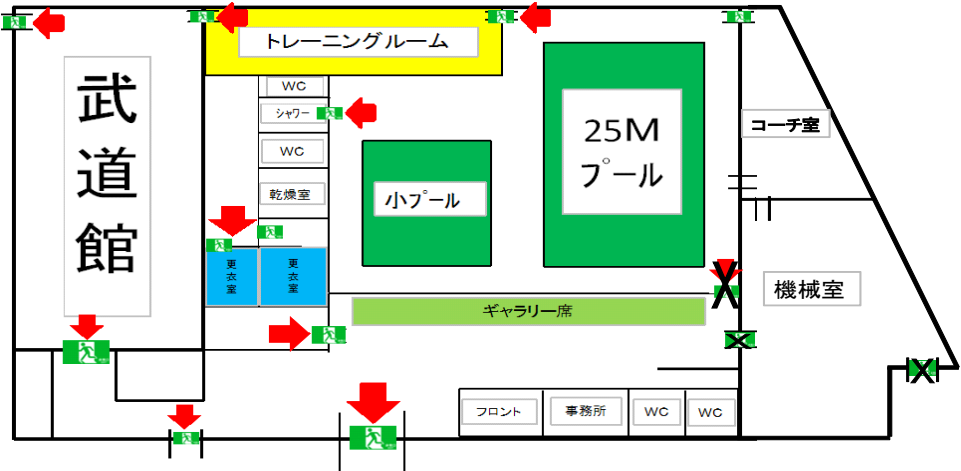 トレーニングルーム
武道館
WC
シャワー
WC
乾燥室
更衣室
更衣室
小プール
25M
プール
コーチ室
機械室
ギャラリー席
フロント
事務所
WC
WC